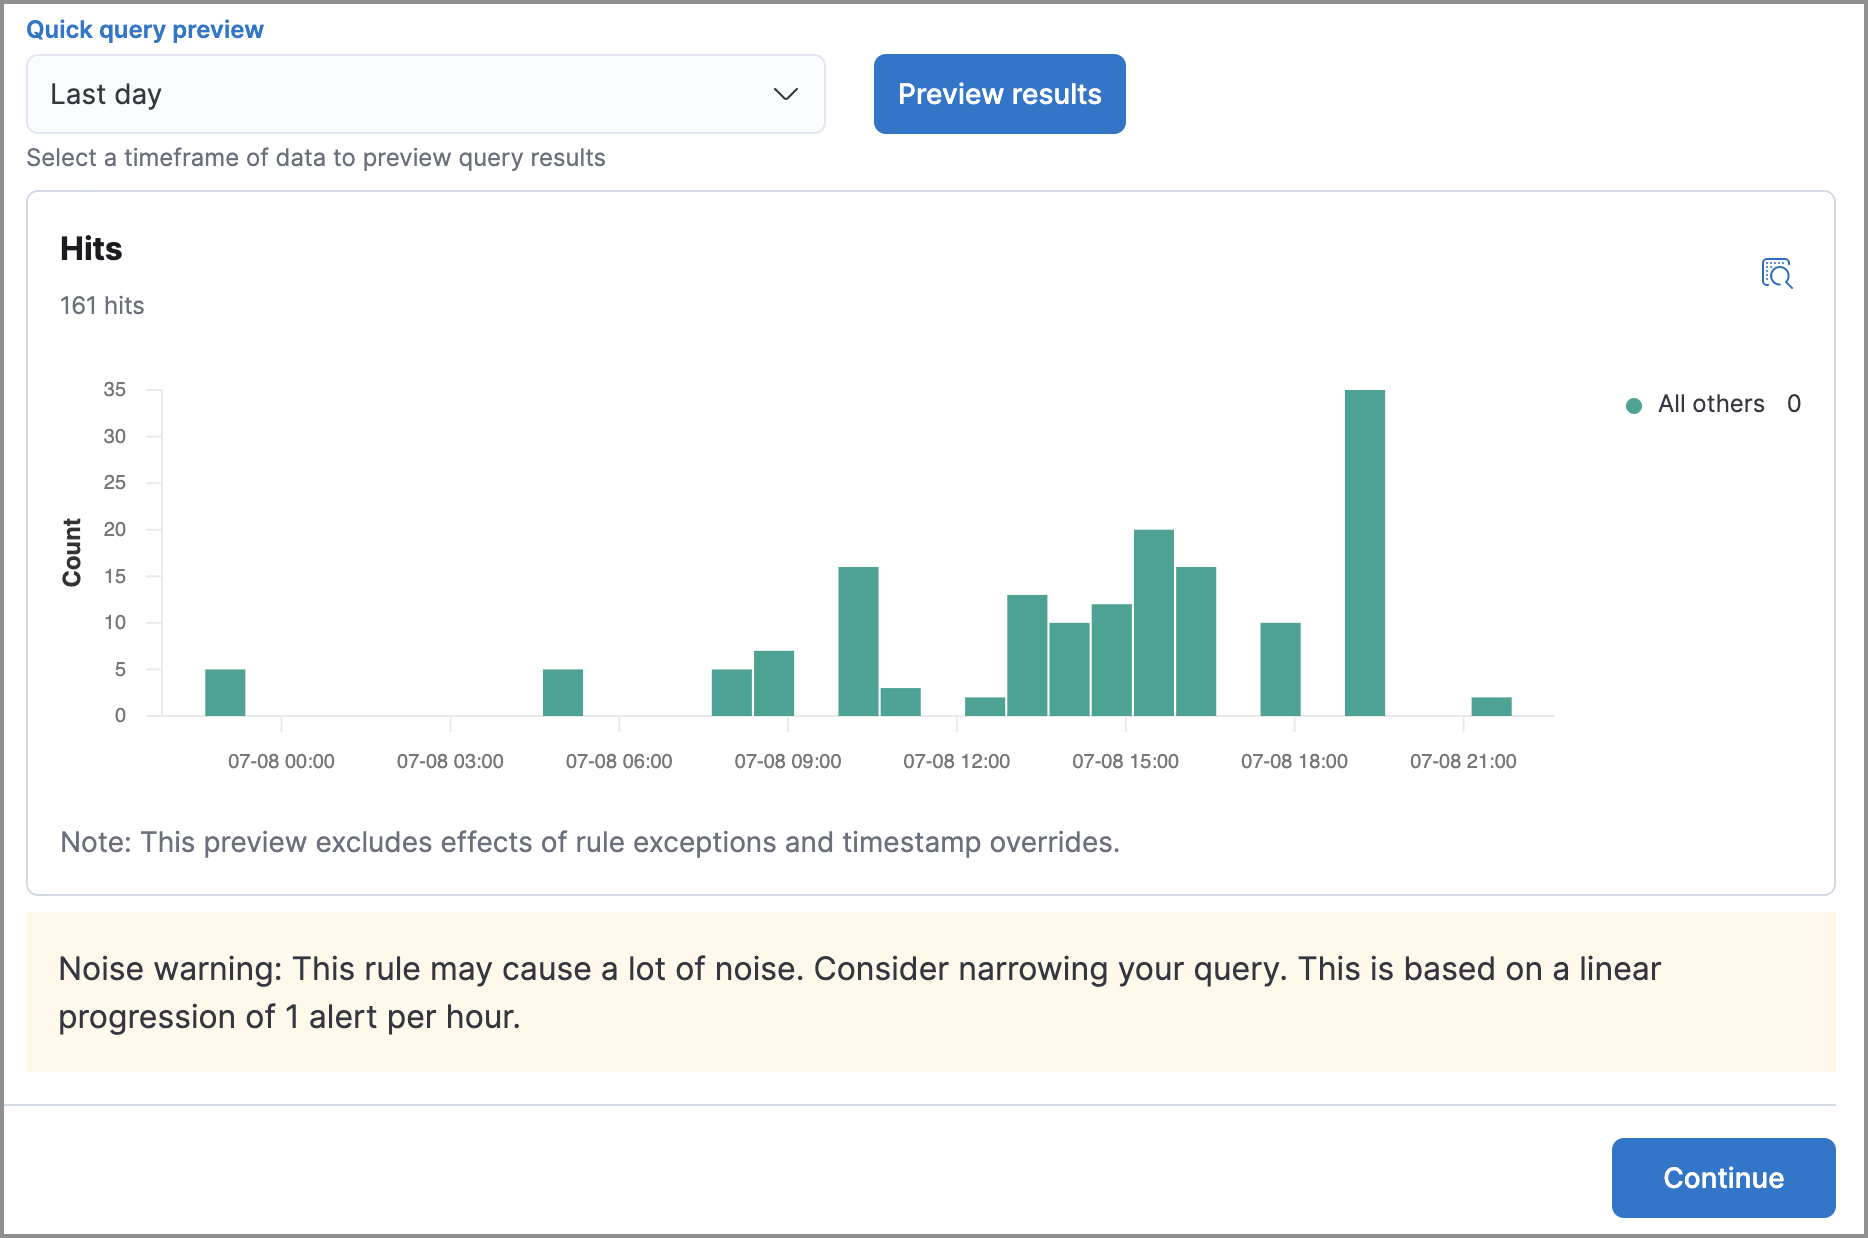 Quick query preview
Last day
Preview results
Select a timeframe of data to preview query results
Hits
161 hits
35
30
25
20
15
10
5
0
Count
All others 0
07-08 00:00 07-08 03:00 07-08 06:00 07-08 09:00 07-08 12:00 07-08 15:00 07-08 18:00 07-08 21:00
Note: This preview excludes effects of rule exceptions and timestamp overrides.
Noise warning: This rule may cause a lot of noise. Consider narrowing your query. This is based on a linear
progression of 1 alert per hour.
Continue